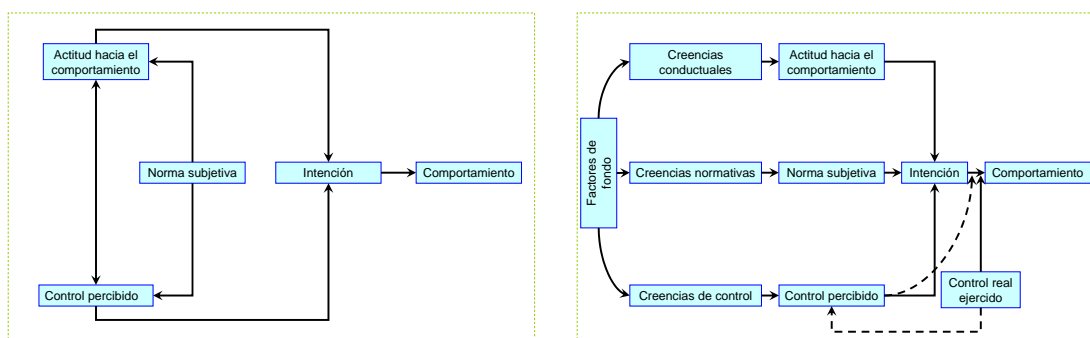 Actitud hacia el
comportamiento
Norma subjetiva
Intención
Comportamiento
Control percibido
Factores de
fondo
Creencias
conductuales
Actitud hacia el
comportamiento
Creencias normativas
Norma subjetiva
Intención
Comportamiento
Creencias de control
Control percibido
Control real
ejercido